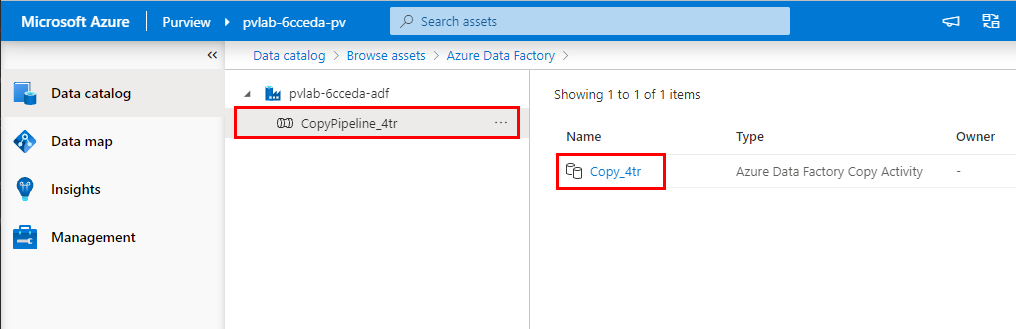 Microsoft Azure Purview pvlab-6cceda-pv Search assets
Data catalog > Browse assets > Azure Data Factory >
Data catalog
Data map
Insights
Management
pvlab-6cceda-adf
CopyPipeline_4tr ...
Showing 1 to 1 of 1 items
Name Type Owner
Copy_4tr Azure Data Factory Copy Activity -